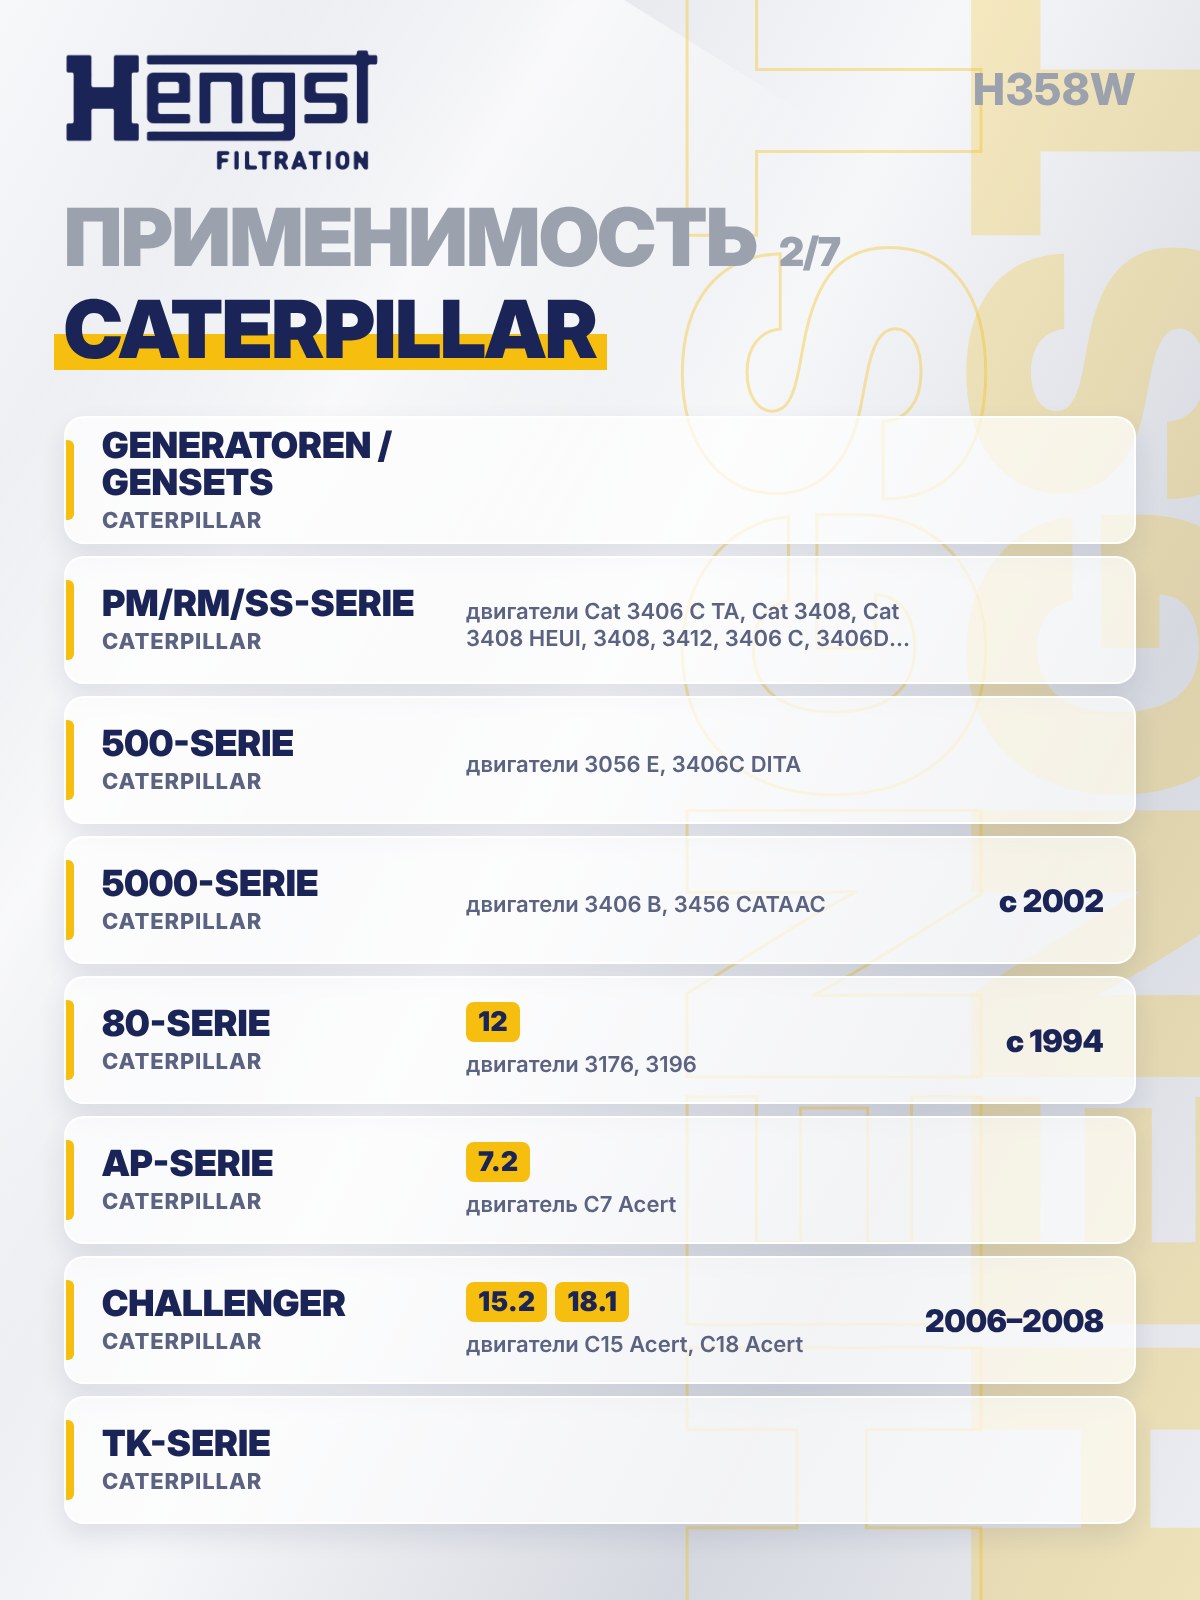 Hengst
FILTRATION
H358W
ПРИМЕНИМОСТЬ 2/7
CATERPILLAR
GENERATOREN /
GENSETS
CATERPILLAR
PM/RM/SS-SERIE
CATERPILLAR
двигатели Cat 3406 C TA, Cat 3408, Cat
3408 HEUI, 3408, 3412, 3406 C, 3406D...
500-SERIE
CATERPILLAR
двигатели 3056 E, 3406C DITA
5000-SERIE
CATERPILLAR
двигатели 3406 B, 3456 CATAAC
с 2002
80-SERIE
CATERPILLAR
12
двигатели 3176, 3196
с 1994
AP-SERIE
CATERPILLAR
7.2
двигатель C7 Acert
CHALLENGER
CATERPILLAR
15.2 18.1
двигатели C15 Acert, C18 Acert
2006–2008
TK-SERIE
CATERPILLAR
HENGST
HENGST